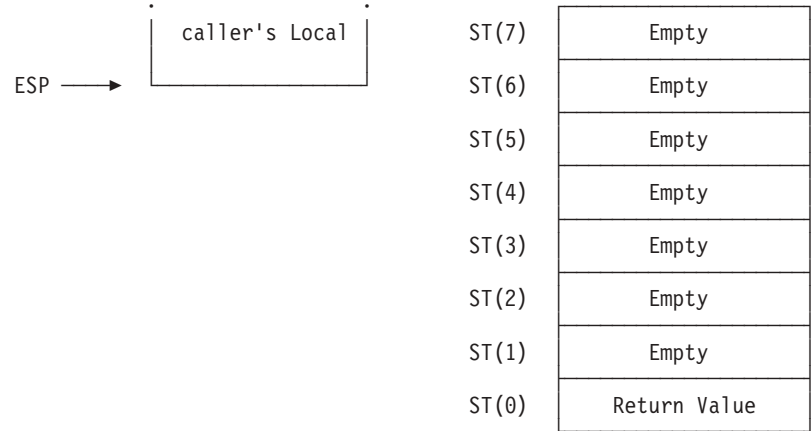 caller's Local ST(7) Empty
ESP ST(6) Empty
ST(5) Empty
ST(4) Empty
ST(3) Empty
ST(2) Empty
ST(1) Empty
ST(0) Return Value